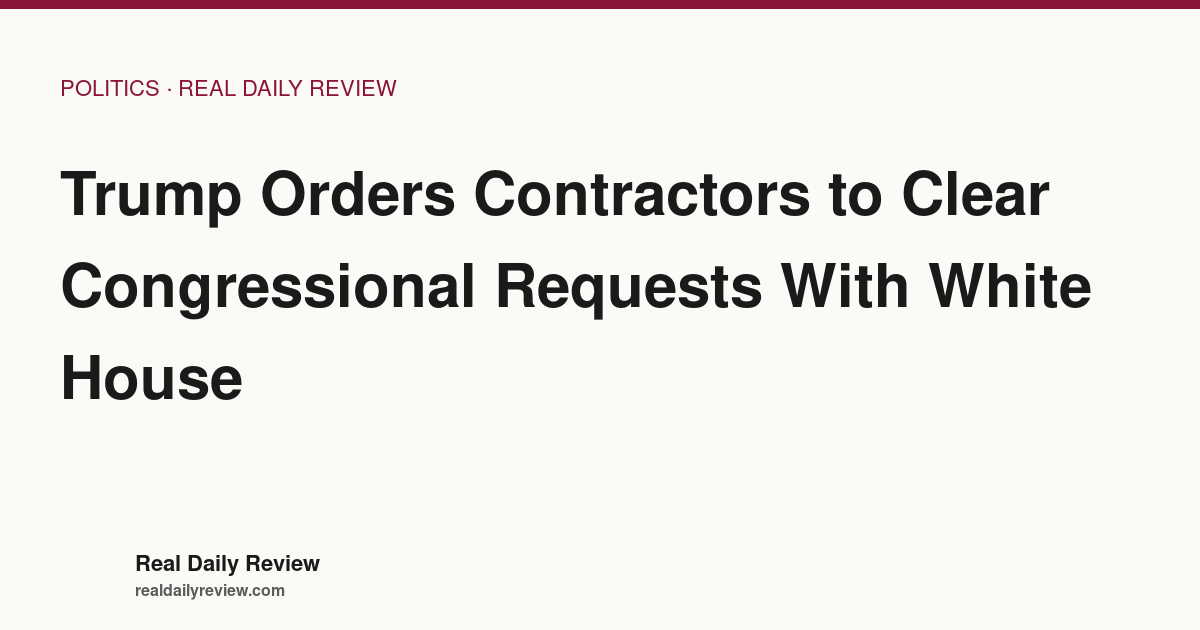 POLITICS · REAL DAILY REVIEW
Trump Orders Contractors to Clear
Congressional Requests With White
House
Real Daily Review
realdailyreview.com